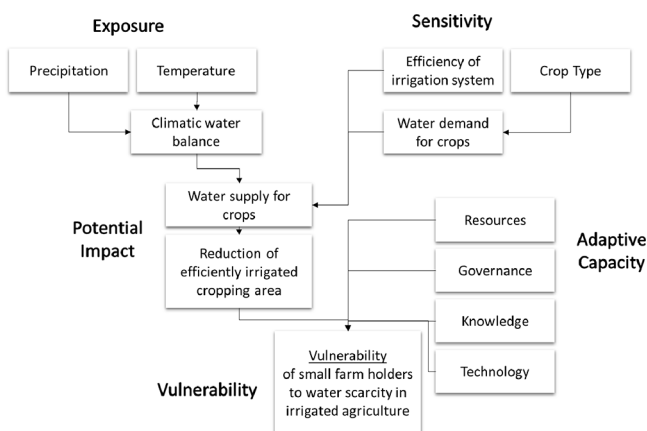 Exposure
Sensitivity
Precipitation
Temperature
Efficiency of
irrigation system
Crop Type
Climatic water
balance
Water demand
for crops
Water supply for
crops
Potential
Impact
Reduction of
efficiently irrigated
cropping area
Resources
Governance
Knowledge
Technology
Adaptive
Capacity
Vulnerability
Vulnerability
of small farm holders
to water scarcity in
irrigated agriculture